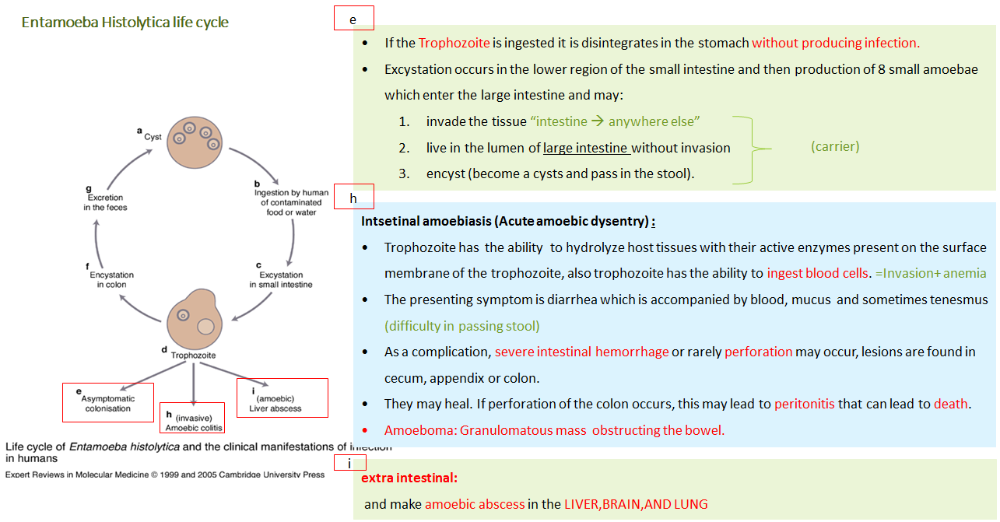 Entamoeba Histolytica life cycle
a Cyst
b
Ingestion by human
of contaminated
food or water
c
Excystation
in small intestine
d Trophozoite
e
Asymptomatic
colonisation
h (invasive)
Amoebic colitis
i
(amoebic)
Liver abscess
f
Encystation
in colon
g
Excretion
in the feces
Life cycle of Entamoeba histolytica and the clinical manifestations of infection
in humans
Expert Reviews in Molecular Medicine © 1999 and 2005 Cambridge University Press
e
• If the Trophozoite is ingested it is disintegrates in the stomach without producing infection.
• Excystation occurs in the lower region of the small intestine and then production of 8 small amoebae
which enter the large intestine and may:
1. invade the tissue “intestine → anywhere else”
2. live in the lumen of large intestine without invasion
3. encyst (become a cysts and pass in the stool).
(carrier)
h
Intsetinal amoebiasis (Acute amoebic dysentry) :
• Trophozoite has the ability to hydrolyze host tissues with their active enzymes present on the surface
membrane of the trophozoite, also trophozoite has the ability to ingest blood cells. =Invasion+ anemia
• The presenting symptom is diarrhea which is accompanied by blood, mucus and sometimes tenesmus
(difficulty in passing stool)
• As a complication, severe intestinal hemorrhage or rarely perforation may occur, lesions are found in
cecum, appendix or colon.
• They may heal. If perforation of the colon occurs, this may lead to peritonitis that can lead to death.
• Amoeboma: Granulomatous mass obstructing the bowel.
i
extra intestinal:
and make amoebic abscess in the LIVER,BRAIN,AND LUNG